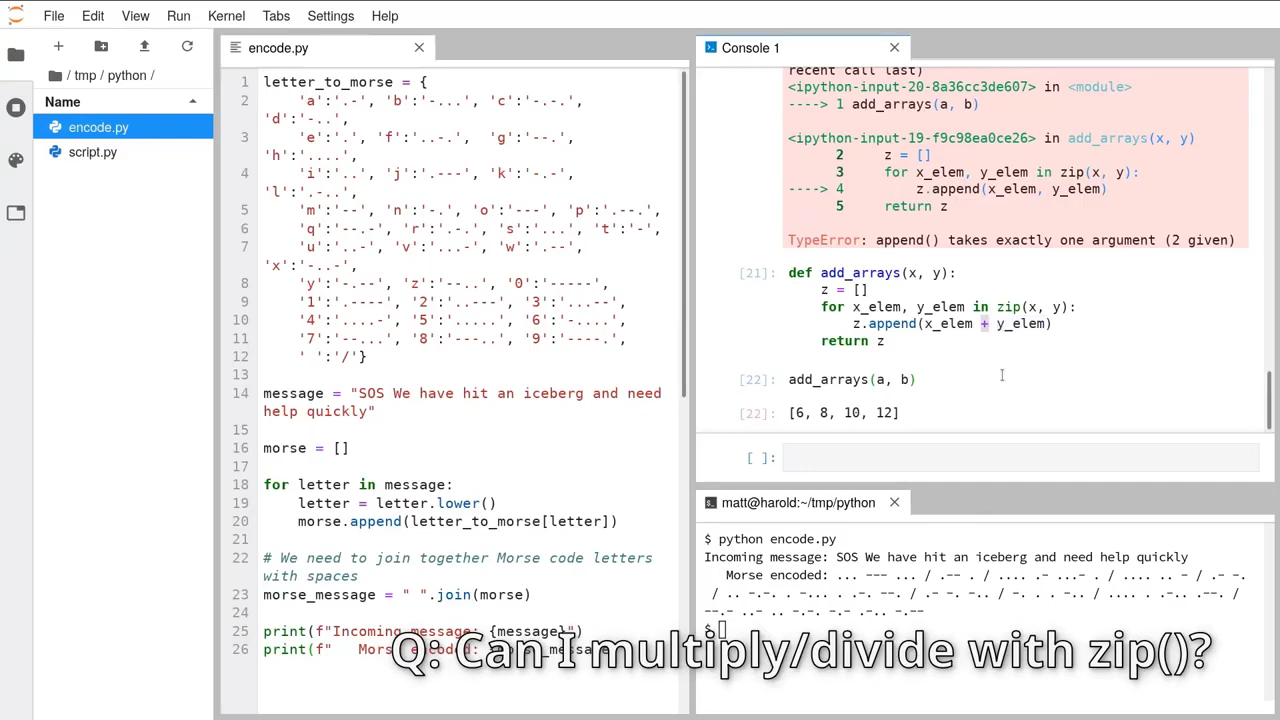 File Edit View Run Kernel Tabs Settings Help
/ tmp / python /
Name
encode.py
script.py
encode.py
1 letter_to_morse = {
2     'a':'.-', 'b':'-...', 'c':'-.-.',
'd':'-..',
3     'e':'.', 'f':'..-.', 'g':'--.',
'h':'....',
4     'i':'..', 'j':'.---', 'k':'-.-',
'l':'.-..',
5     'm':'--', 'n':'-.', 'o':'---', 'p':'.--.',
6     'q':'--.-', 'r':'.-.', 's':'...', 't':'-',
7     'u':'..-', 'v':'...-', 'w':'.--',
'x':'-..-',
8     'y':'-.--', 'z':'--..', '0':'-----',
9     '1':'.----', '2':'..---', '3':'...--',
10     '4':'....-', '5':'.....', '6':'-....',
11     '7':'--...', '8':'---..', '9':'----.',
12     ' ':'/'}
13
14 message = "SOS We have hit an iceberg and need
help quickly"
15
16 morse = []
17
18 for letter in message:
19     letter = letter.lower()
20     morse.append(letter_to_morse[letter])
21
22 # We need to join together Morse code letters
with spaces
23 morse_message = " ".join(morse)
24
25 print(f"Incoming message: {message}")
26 print(f"   Morse encoded:
Console 1
recent call last)
<ipython-input-20-8a36cc3de607> in <module>
----> 1 add_arrays(a, b)
<ipython-input-19-f9c98ea0ce26> in add_arrays(x, y)
2     z = []
3     for x_elem, y_elem in zip(x, y):
----> 4         z.append(x_elem, y_elem)
5     return z
TypeError: append() takes exactly one argument (2 given)
[21]: def add_arrays(x, y):
    z = []
    for x_elem, y_elem in zip(x, y):
        z.append(x_elem + y_elem)
    return z
[22]: add_arrays(a, b)
[22]: [6, 8, 10, 12]
[ ]:
matt@harold:~/tmp/python
$ python encode.py
Incoming message: SOS We have hit an iceberg and need help quickly
   Morse encoded: ... --- ... / .-- . / .... .- ...- . / .... .. - / .- -.
/ .. -.-. . -... . .-. --. / .- -. -.. / -. . . -.. / .... . .-.. .--. /
--.- ..- .. -.-. -.- .-.. -.--
$
Q: Can I multiply/divide with zip()?